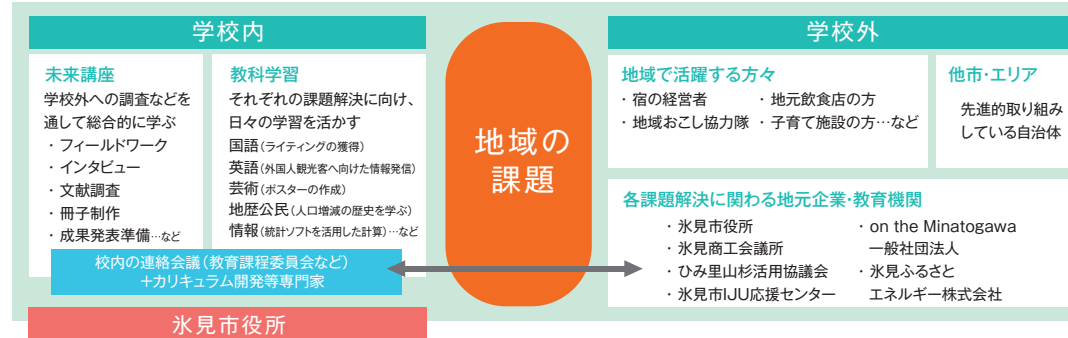 学校内
未来講座
学校外への調査などを
通して総合的に学ぶ
・フィールドワーク
・インタビュー
・文献調査
・冊子制作
・成果発表準備…など
教科学習
それぞれの課題解決に向け、
日々の学習を活かす
国語(ライティングの獲得)
英語(外国人観光客へ向けた情報発信)
芸術(ポスターの作成)
地歴公民(人口増減の歴史を学ぶ)
情報(統計ソフトを活用した計算)…など
校内の連絡会議(教育課程委員会など)
+カリキュラム開発等専門家
氷見市役所
地域の
課題
学校外
地域で活躍する方々
・宿の経営者 ・地元飲食店の方
・地域おこし協力隊 ・子育て施設の方…など
他市・エリア
先進的取り組み
している自治体
各課題解決に関わる地元企業・教育機関
・氷見市役所
・氷見商工会議所
・ひみ里山杉活用協議会
・氷見市IJU応援センター
・on the Minatogawa
一般社団法人
・氷見ふるさと
エネルギー株式会社